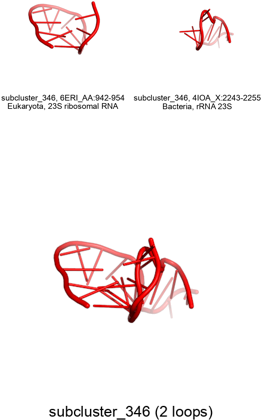 subcluster_346, 6ERI_AA:942-954
Eukaryota, 23S ribosomal RNA
subcluster_346, 4IOA_X:2243-2255
Bacteria, rRNA 23S
subcluster_346 (2 loops)